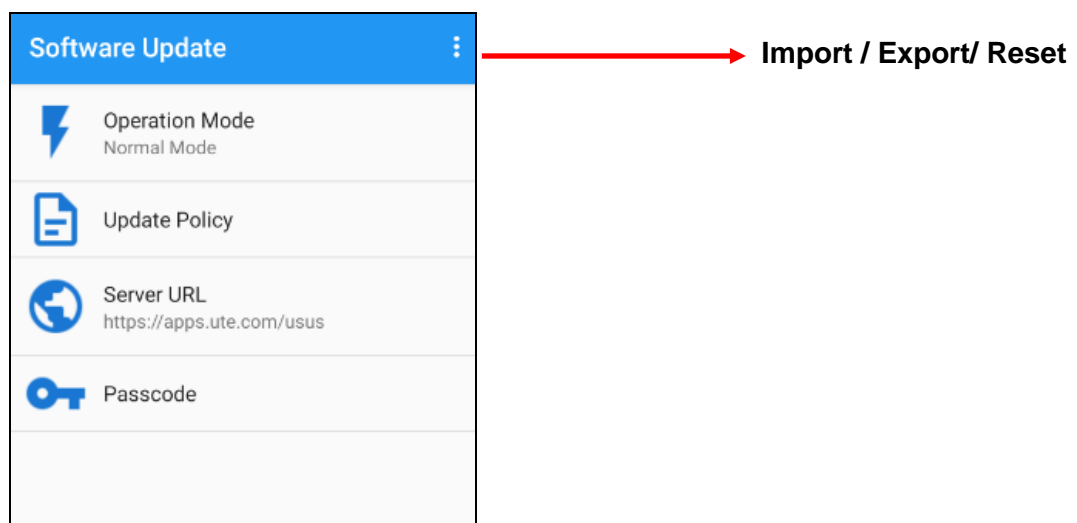 Software Update
Import / Export/ Reset
Operation Mode
Normal Mode
Update Policy
Server URL
https://apps.ute.com/usus
Passcode